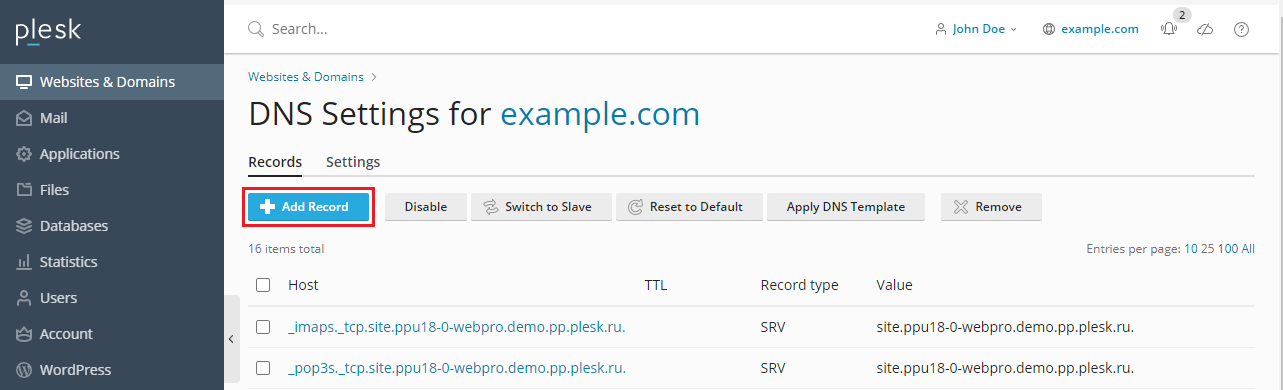 plesk
Search...
John Doe
example.com
2
Websites & Domains
Mail
Applications
Files
Databases
Statistics
Users
Account
WordPress
Websites & Domains >
DNS Settings for example.com
Records Settings
Add Record Disable Switch to Slave Reset to Default Apply DNS Template Remove
16 items total Entries per page: 10 25 100 All
Host TTL Record type Value
_imaps._tcp.site.ppu18-0-webpro.demo.pp.plesk.ru. SRV site.ppu18-0-webpro.demo.pp.plesk.ru.
_pop3s._tcp.site.ppu18-0-webpro.demo.pp.plesk.ru. SRV site.ppu18-0-webpro.demo.pp.plesk.ru.